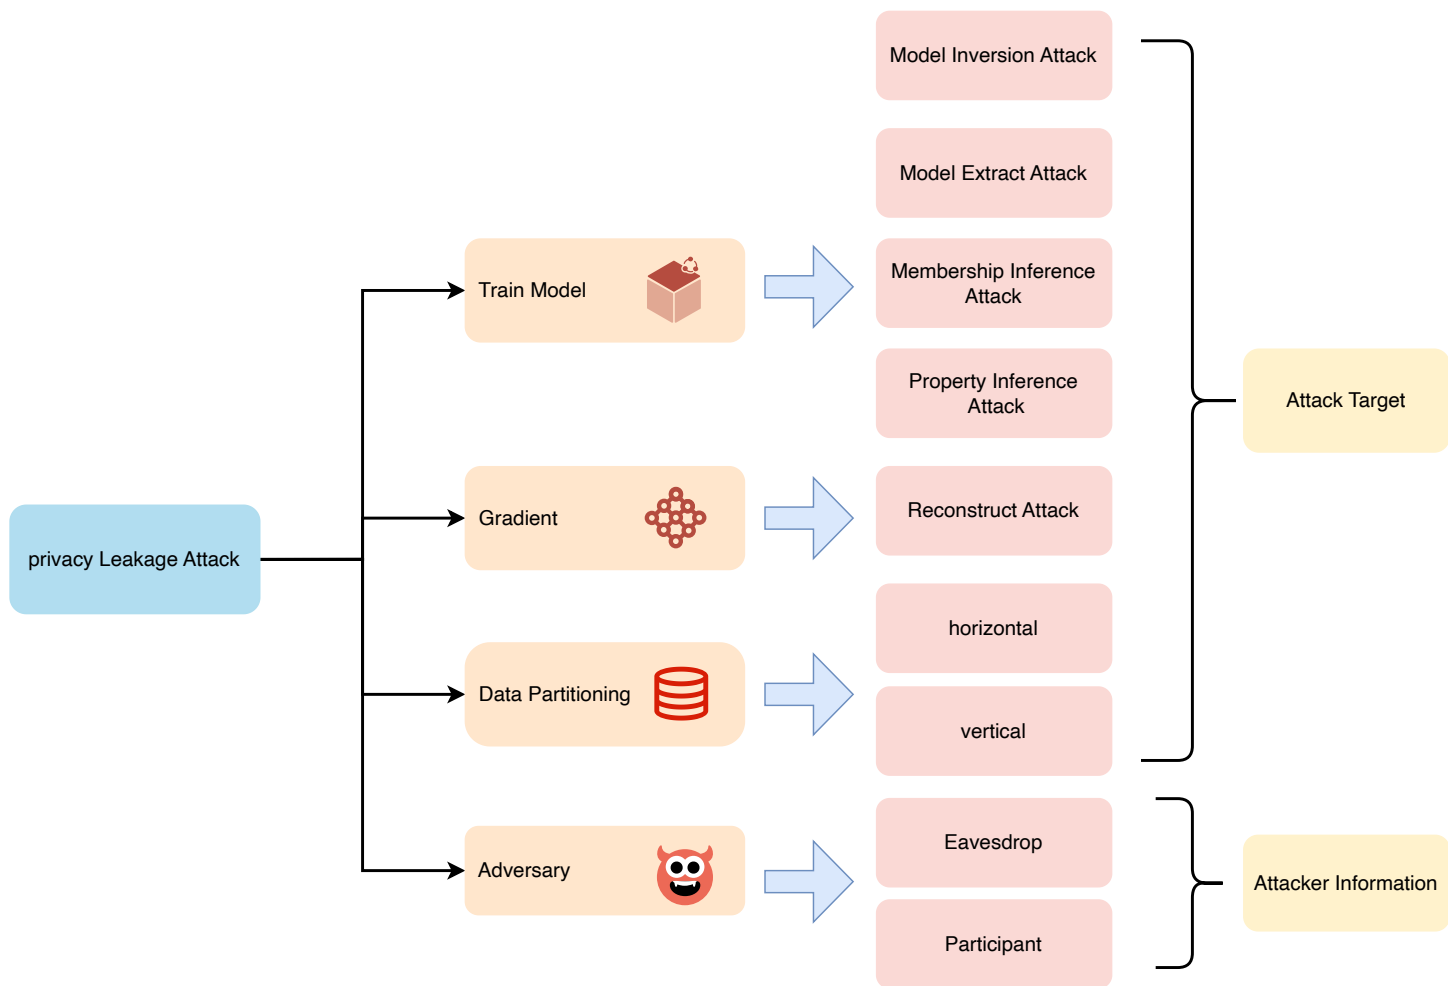 privacy Leakage Attack
Train Model
Gradient
Data Partitioning
Adversary
Model Inversion Attack
Model Extract Attack
Membership Inference
Attack
Property Inference
Attack
Reconstruct Attack
horizontal
vertical
Eavesdrop
Participant
Attack Target
Attacker Information